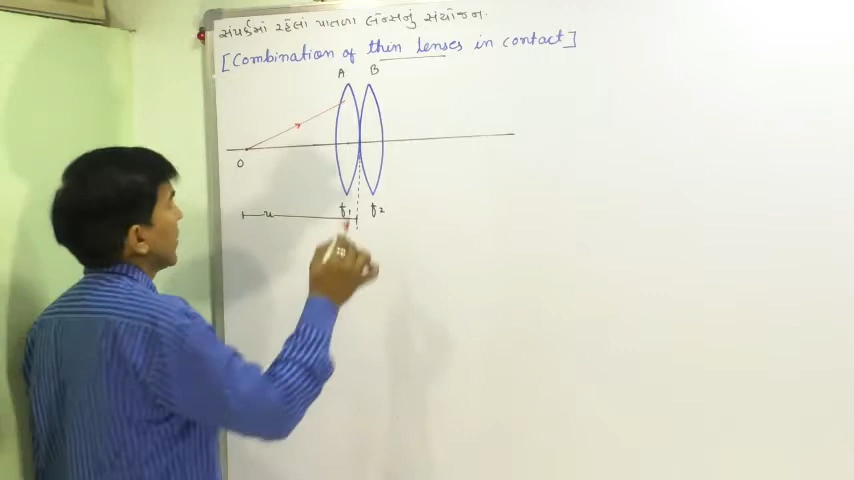 સંપર્કમાં રહેલાં પાતળા લેન્સનું સંયોજન.
[Combination of thin lenses in contact]
A B
O
f₁ f₂
u